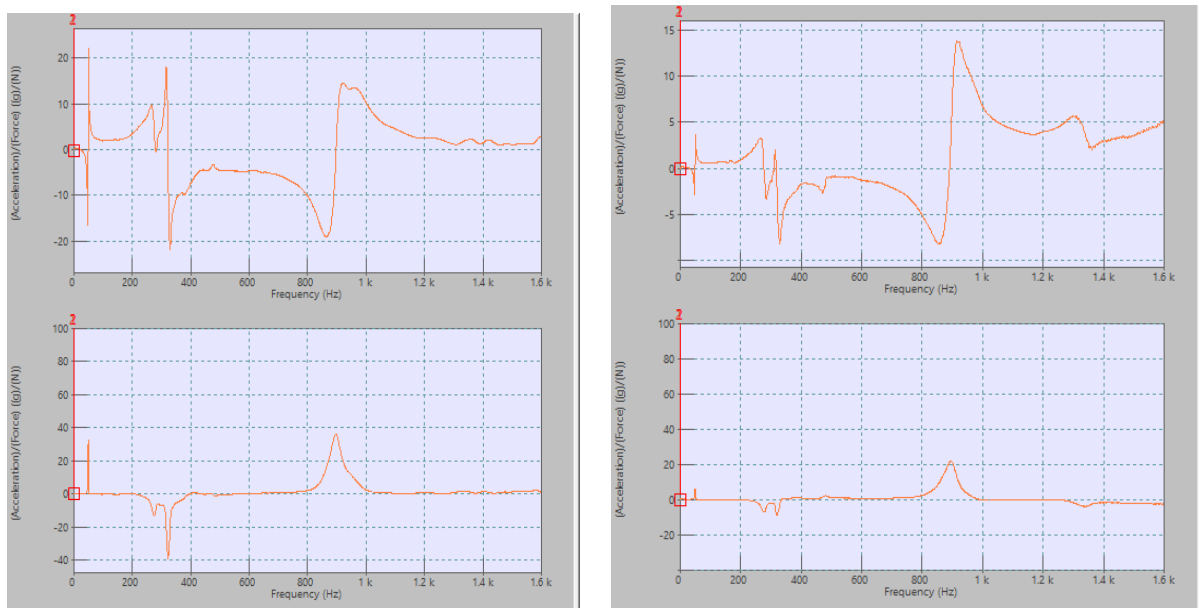 2
20
10
0
-10
-20
(Acceleration)/(Force) ((g)/(N))
0
200
400
600
800
1 k
1.2 k
1.4 k
1.6 k
Frequency (Hz)
2
100
80
60
40
20
0
-20
-40
(Acceleration)/(Force) ((g)/(N))
0
200
400
600
800
1 k
1.2 k
1.4 k
1.6 k
Frequency (Hz)
2
15
10
5
0
-5
(Acceleration)/(Force) ((g)/(N))
0
200
400
600
800
1 k
1.2 k
1.4 k
1.6 k
Frequency (Hz)
2
100
80
60
40
20
0
-20
(Acceleration)/(Force) ((g)/(N))
0
200
400
600
800
1 k
1.2 k
1.4 k
1.6 k
Frequency (Hz)